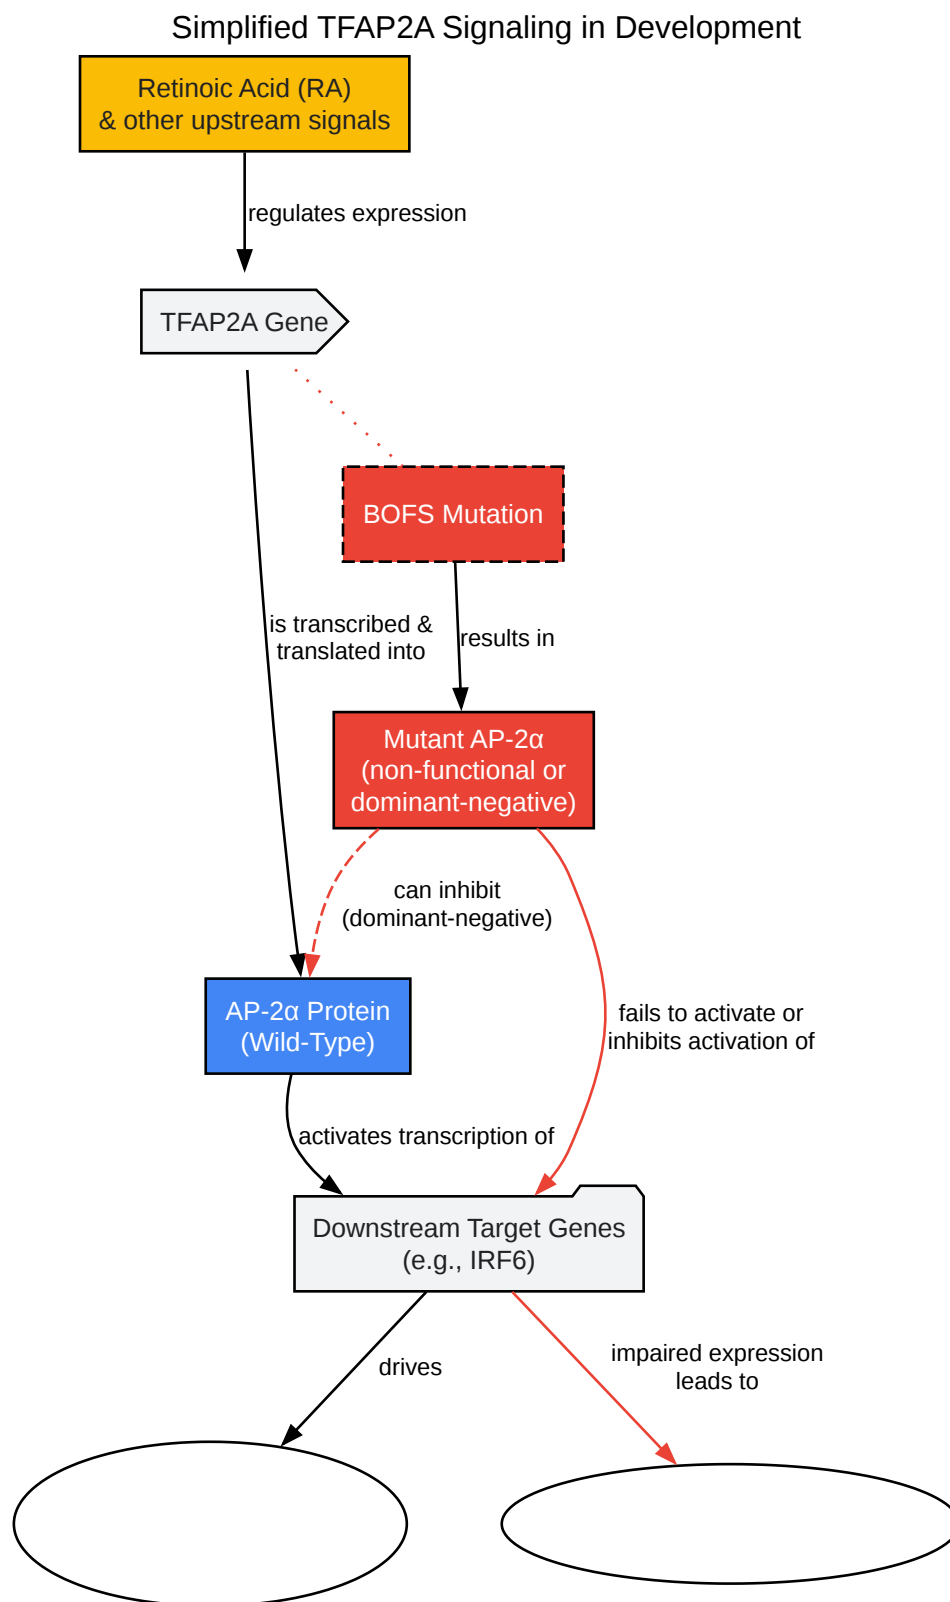 Simplified TFAP2A Signaling in Development
Retinoic Acid (RA)
& other upstream signals
regulates expression
TFAP2A Gene
BOFS Mutation
is transcribed &
translated into
results in
Mutant AP-2α
(non-functional or
dominant-negative)
can inhibit
(dominant-negative)
AP-2α Protein
(Wild-Type)
fails to activate or
inhibits activation of
activates transcription of
Downstream Target Genes
(e.g., IRF6)
drives
impaired expression
leads to